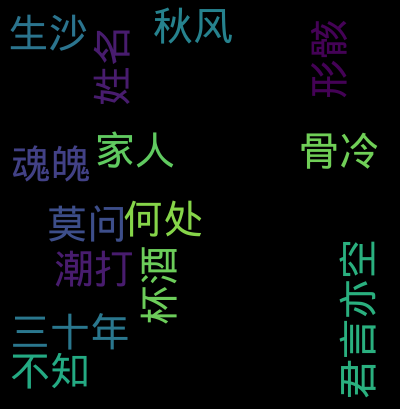 生沙
姓名
秋风
形骸
魂魄
家人
骨冷
莫问
何处
潮打
杯酒
君言亦空
三十年
不知